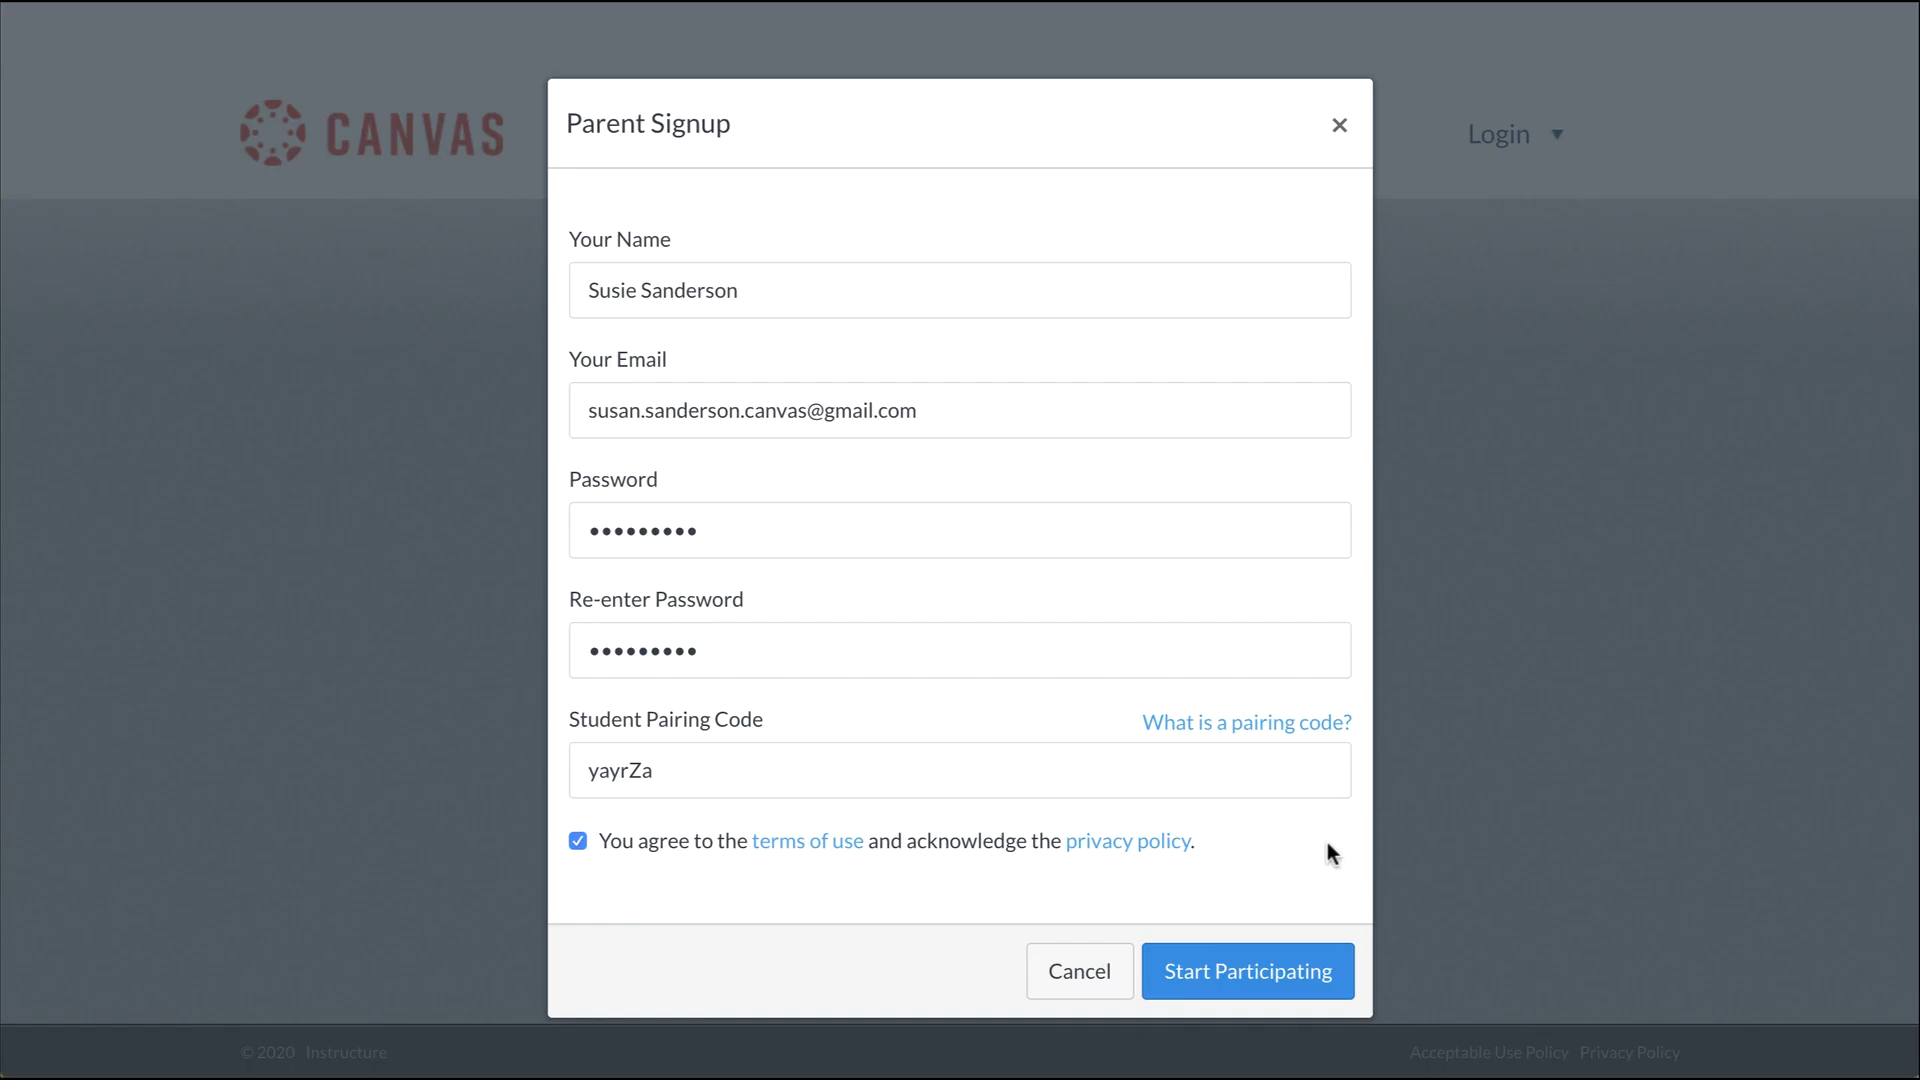 CANVAS
Login
Parent Signup
Your Name
Susie Sanderson
Your Email
susan.sanderson.canvas@gmail.com
Password
•••••••••
Re-enter Password
•••••••••
Student Pairing Code
What is a pairing code?
yayrZa
You agree to the terms of use and acknowledge the privacy policy.
Cancel
Start Participating
© 2020 Instructure
Acceptable Use Policy Privacy Policy